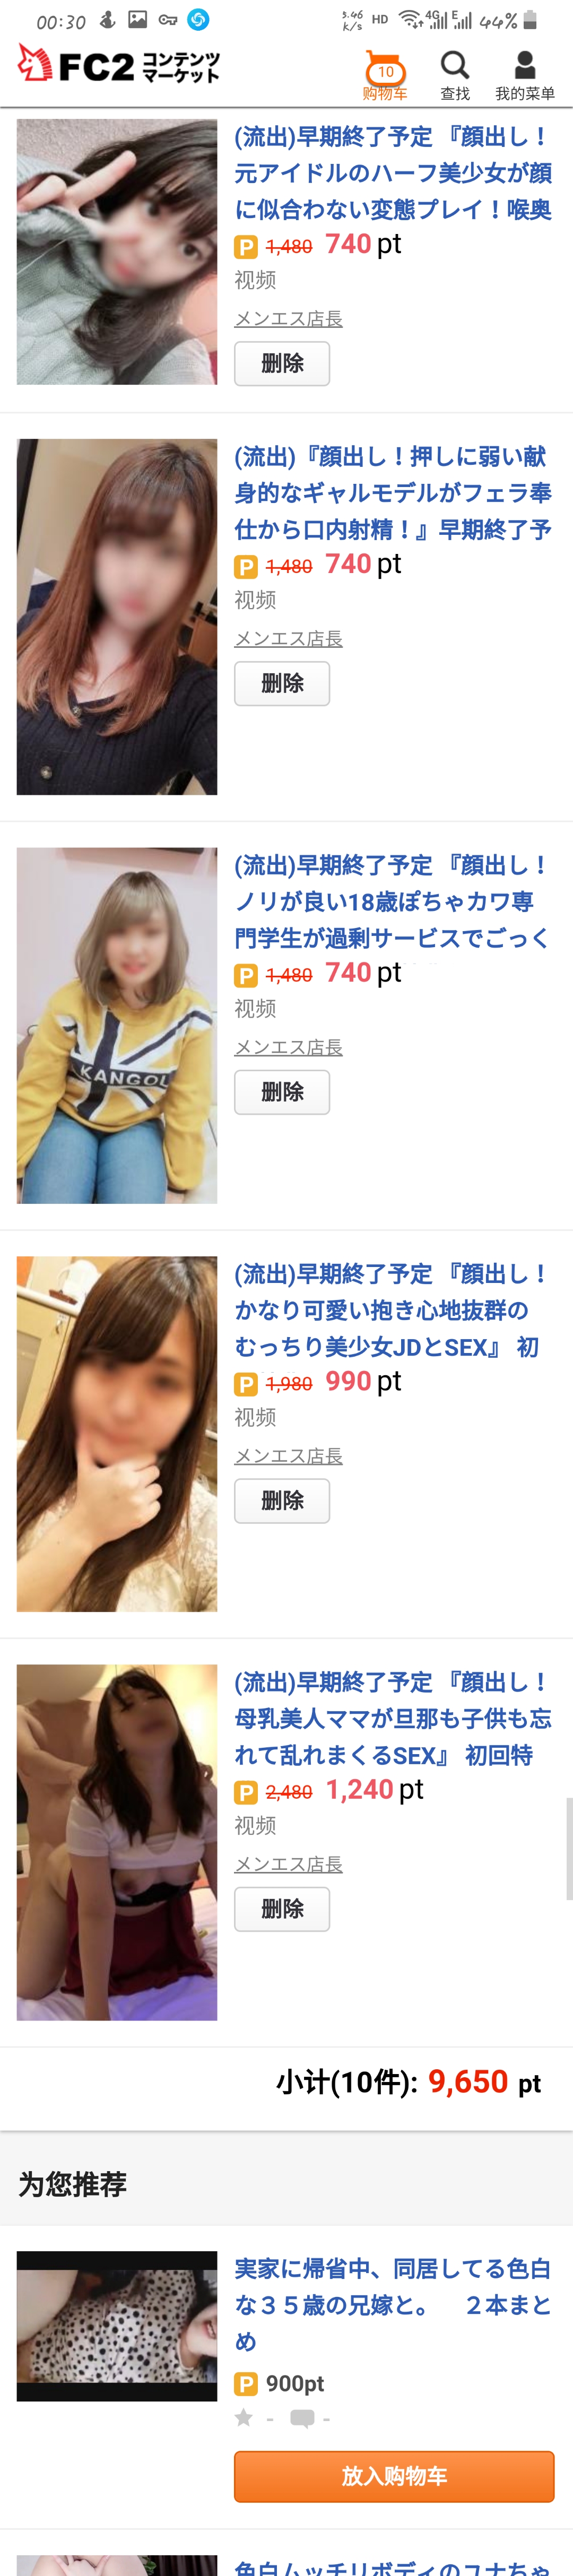 00:30
3.46 K/s HD 4G E 44%
FC2 コンテンツ
マーケット
10
购物车 查找 我的菜单
(流出)早期終了予定 『顔出し！
元アイドルのハーフ美少女が顔
に似合わない変態プレイ！喉奥
P 1,480 740 pt
视频
メンエス店長
删除
(流出)『顔出し！押しに弱い献
身的なギャルモデルがフェラ奉
仕から口内射精！』早期終了予
P 1,480 740 pt
视频
メンエス店長
删除
KANGOL
(流出)早期終了予定 『顔出し！
ノリが良い18歳ぽちゃカワ専
門学生が過剰サービスでごっく
P 1,480 740 pt
视频
メンエス店長
删除
(流出)早期終了予定 『顔出し！
かなり可愛い抱き心地抜群の
むっちり美少女JDとSEX』 初
P 1,980 990 pt
视频
メンエス店長
删除
(流出)早期終了予定 『顔出し！
母乳美人ママが旦那も子供も忘
れて乱れまくるSEX』 初回特
P 2,480 1,240 pt
视频
メンエス店長
删除
小计(10件): 9,650 pt
为您推荐
実家に帰省中、同居してる色白
な３５歳の兄嫁と。　２本まと
め
P 900pt
- -
放入购物车
色白ムッチリボディのユナちゃ